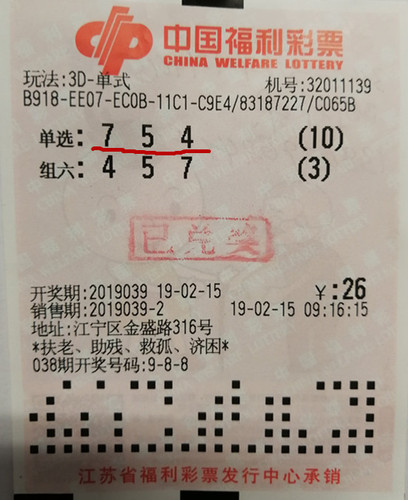 中国福利彩票
CHINA WELFARE LOTTERY
玩法:3D-单式 机号:32011139
B918-EE07-EC0B-11C1-C9E4/83187227/C065B
单选: 7 5 4 (10)
组六: 4 5 7 (3)
已兑奖
开奖期:2019039 19-02-15 ¥:26
销售期:2019039-2 19-02-15 09:16:15
地址:江宁区金盛路316号
*扶老、助残、救孤、济困*
038期开奖号码:9-8-8
江苏省福利彩票发行中心承销